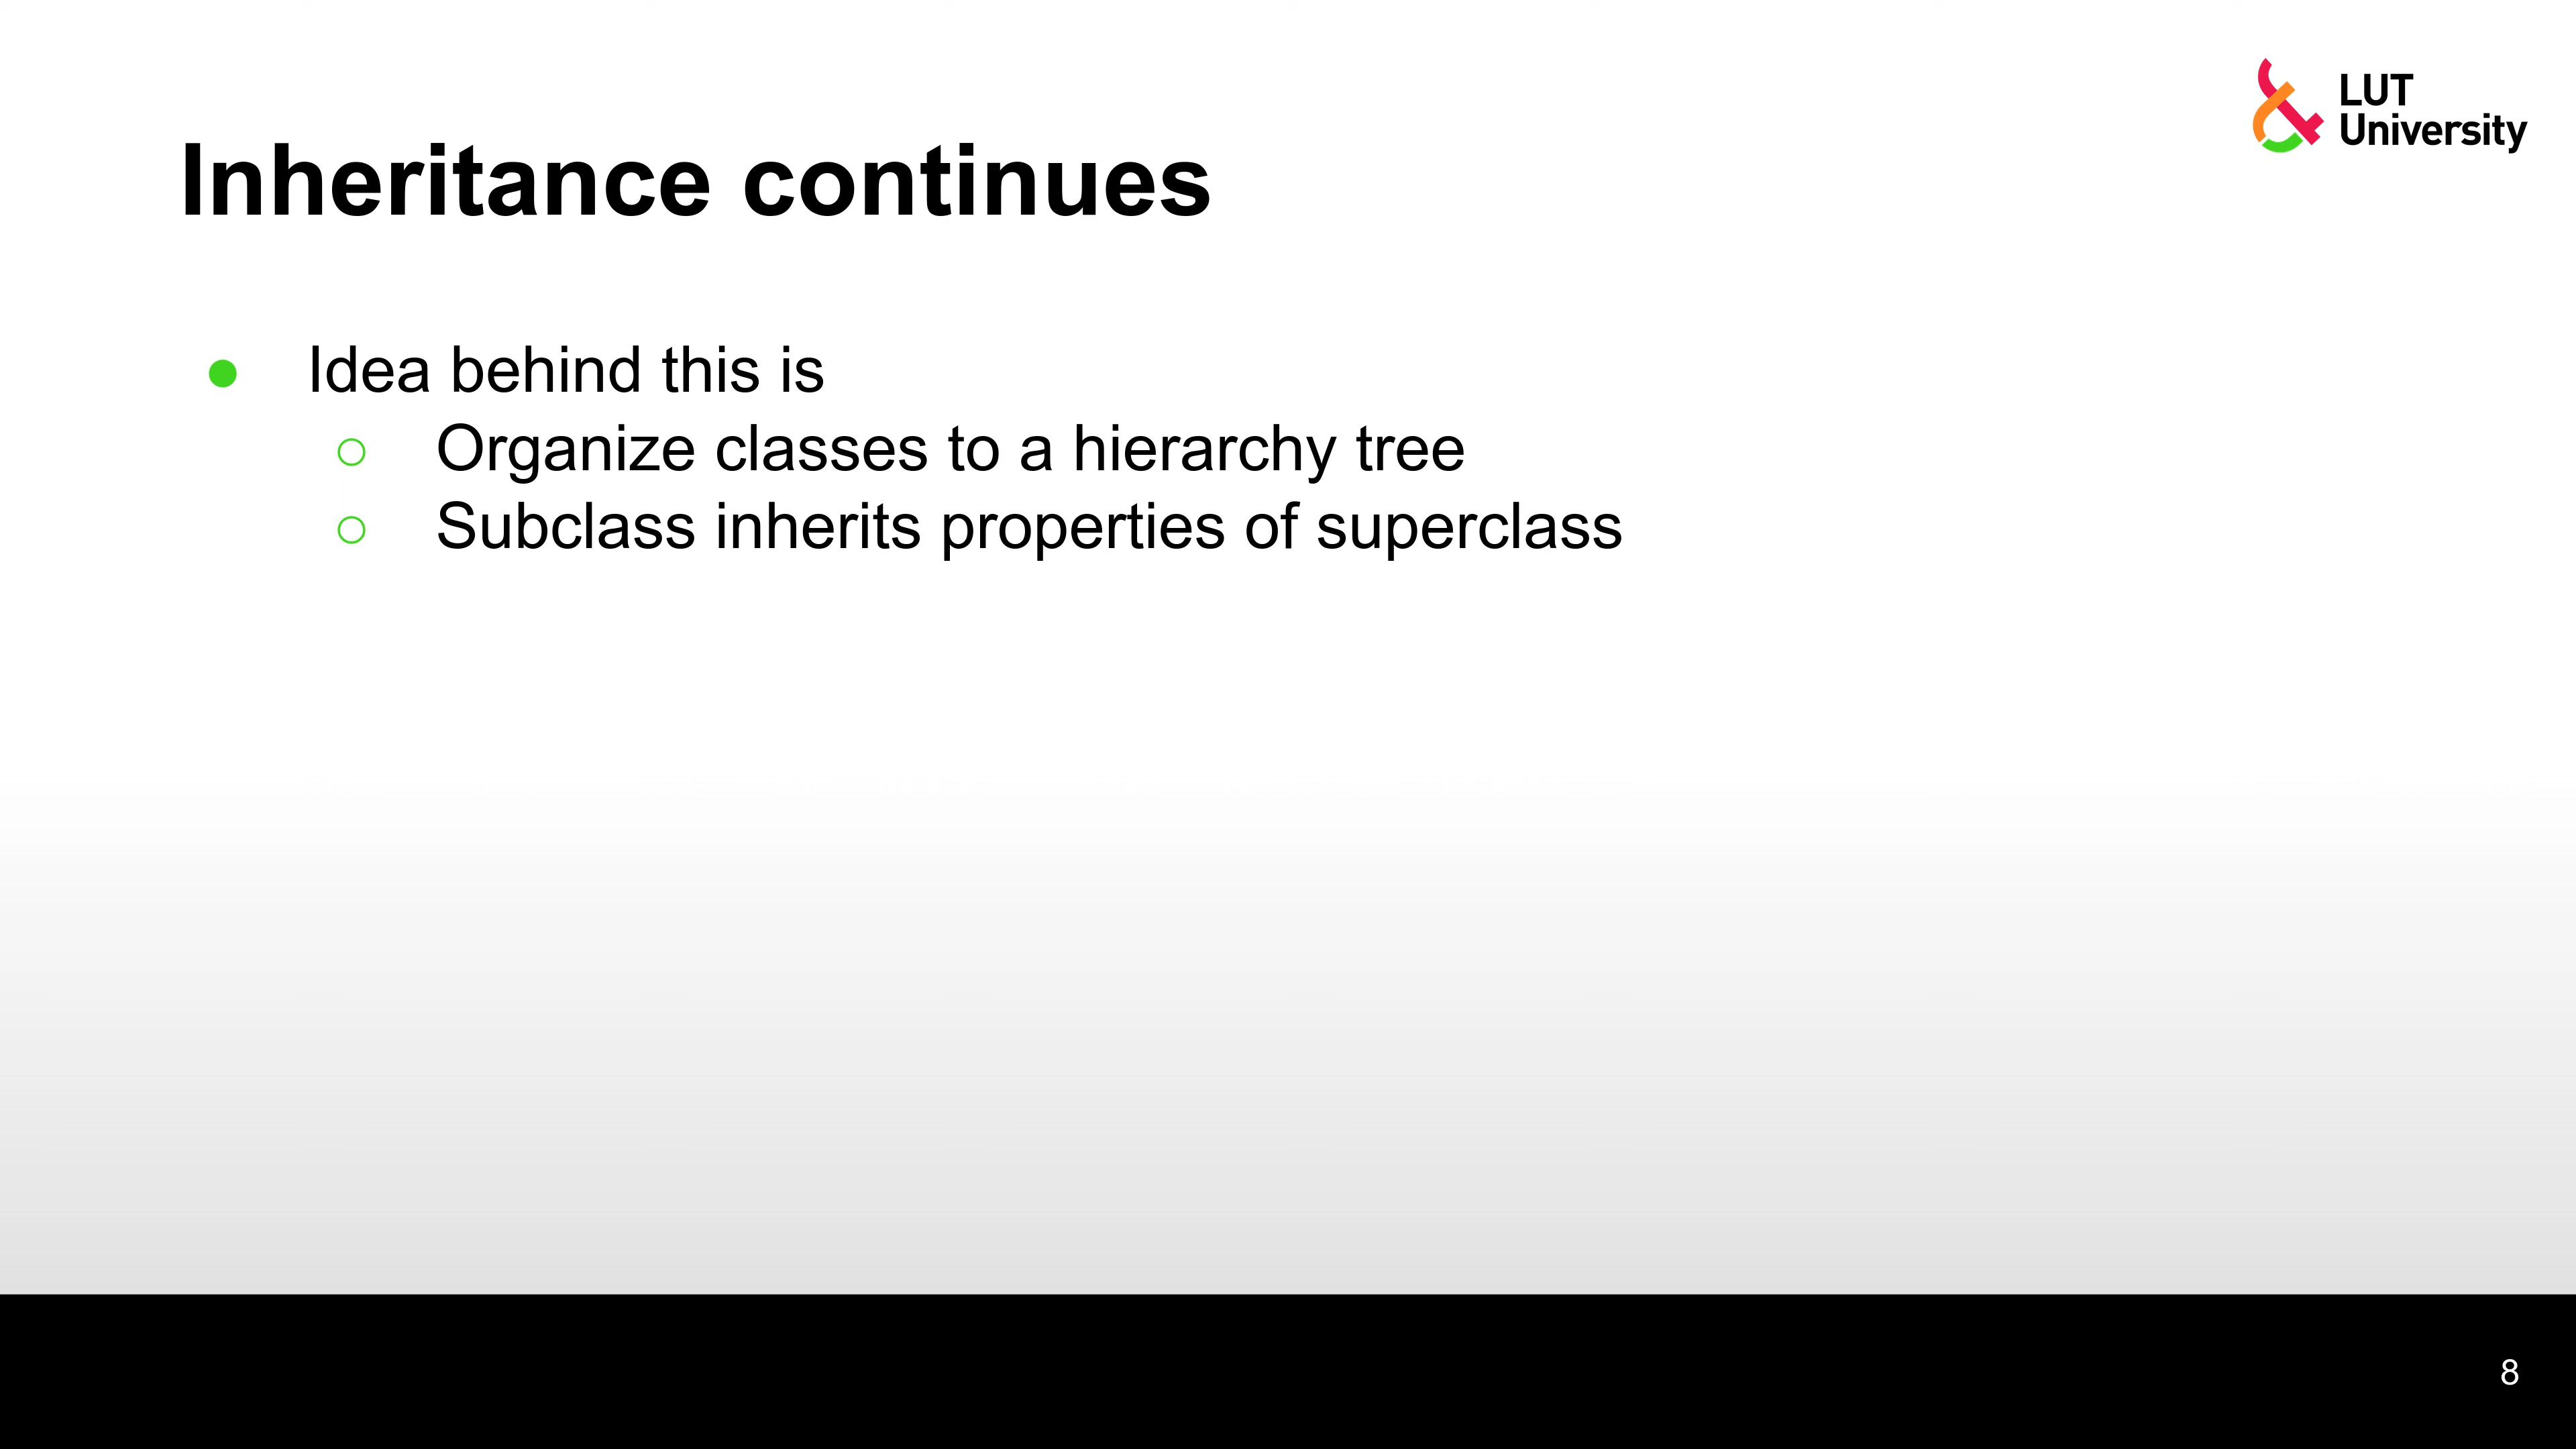 LUT
University
Inheritance continues
● Idea behind this is
○ Organize classes to a hierarchy tree
○ Subclass inherits properties of superclass
8